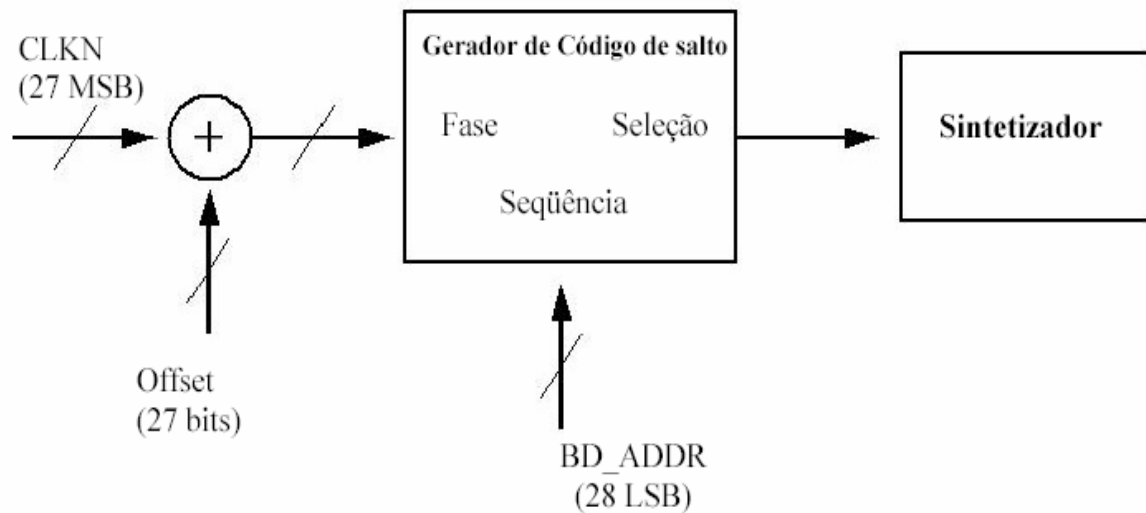 CLKN
(27 MSB)
Gerador de Código de salto
Fase
Seleção
Seqüência
Sintetizador
+
Offset
(27 bits)
BD_ADDR
(28 LSB)